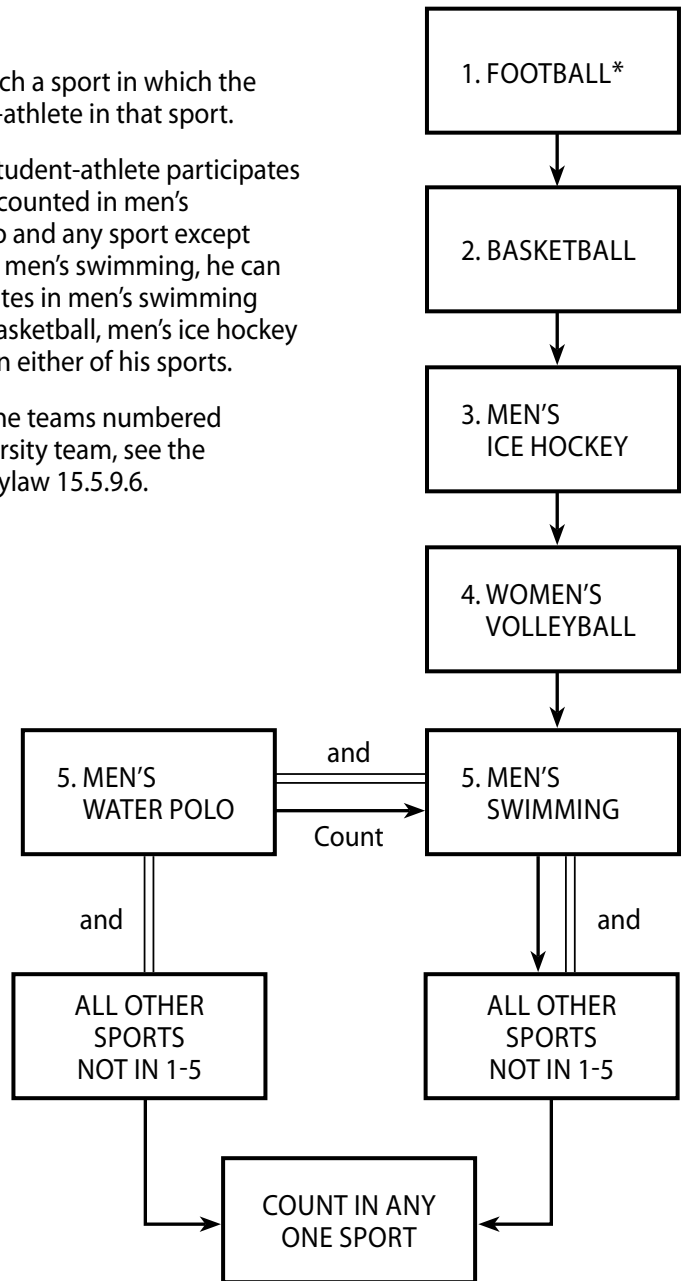 ch a sport in which the
-athlete in that sport.
tudent-athlete participates
counted in men's
o and any sport except
men's swimming, he can
tes in men's swimming
asketball, men's ice hockey
n either of his sports.
he teams numbered
rsity team, see the
ylaw 15.5.9.6.
1. FOOTBALL*
2. BASKETBALL
3. MEN'S
ICE HOCKEY
4. WOMEN'S
VOLLEYBALL
5. MEN'S
WATER POLO
and
Count
5. MEN'S
SWIMMING
and
and
ALL OTHER
SPORTS
NOT IN 1-5
ALL OTHER
SPORTS
NOT IN 1-5
COUNT IN ANY
ONE SPORT